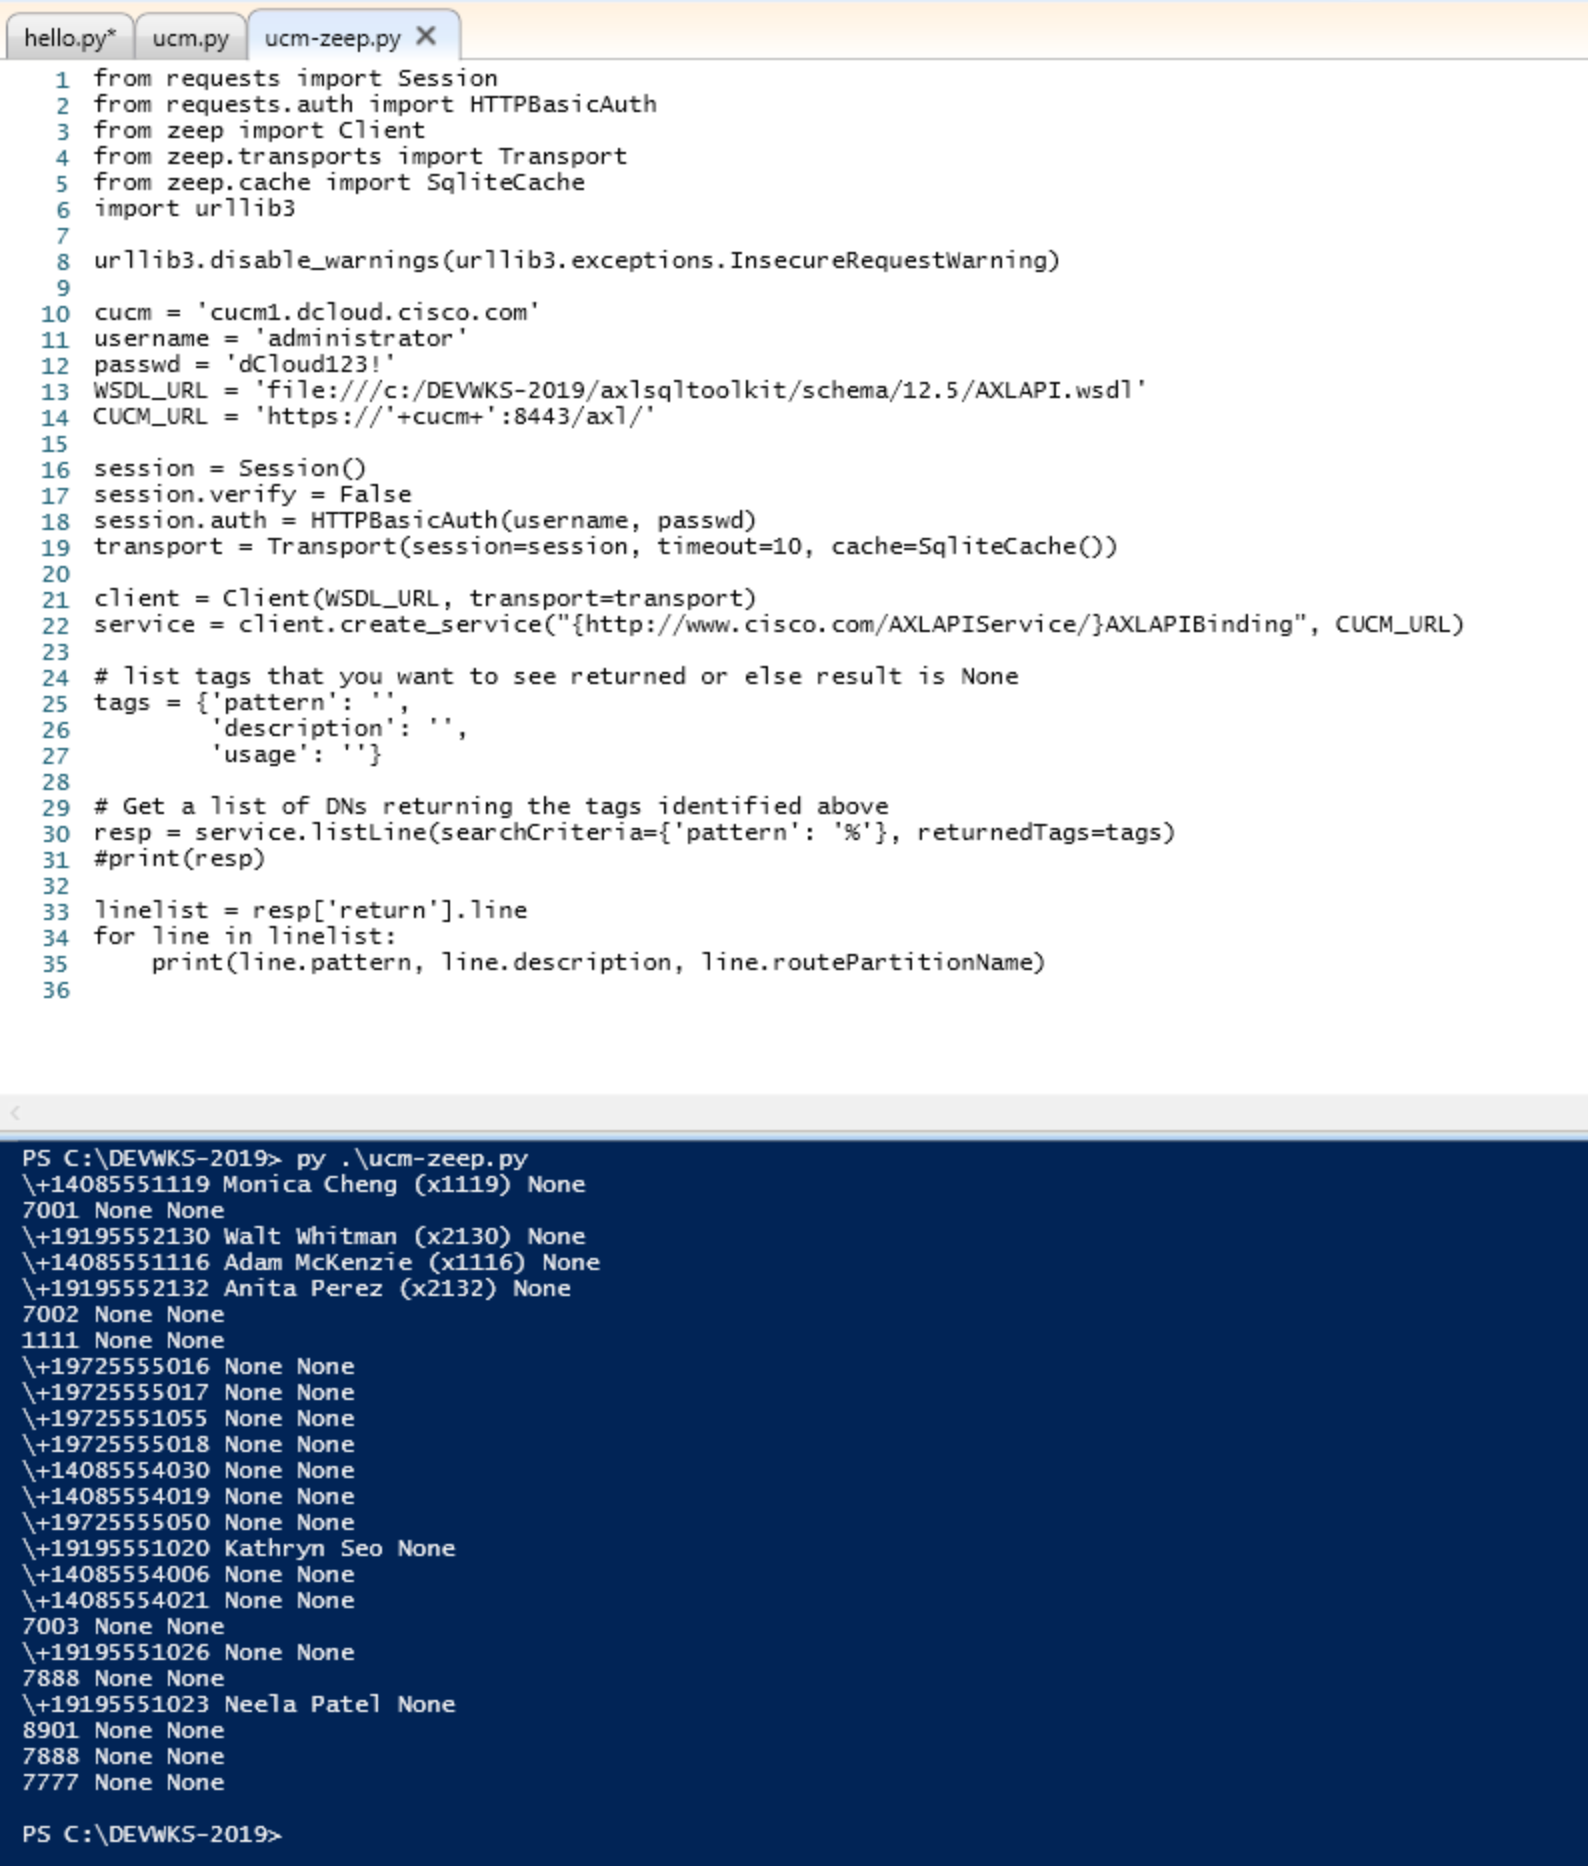 hello.py* ucm.py ucm-zeep.py ✕
1 from requests import Session
2 from requests.auth import HTTPBasicAuth
3 from zeep import Client
4 from zeep.transports import Transport
5 from zeep.cache import SqliteCache
6 import urllib3
7
8 urllib3.disable_warnings(urllib3.exceptions.InsecureRequestWarning)
9
10 cucm = 'cucm1.dcloud.cisco.com'
11 username = 'administrator'
12 passwd = 'dCloud123!'
13 WSDL_URL = 'file:///c:/DEVWKS-2019/axlsqltoolkit/schema/12.5/AXLAPI.wsdl'
14 CUCM_URL = 'https://'+cucm+':8443/axl/'
15
16 session = Session()
17 session.verify = False
18 session.auth = HTTPBasicAuth(username, passwd)
19 transport = Transport(session=session, timeout=10, cache=SqliteCache())
20
21 client = Client(WSDL_URL, transport=transport)
22 service = client.create_service("{http://www.cisco.com/AXLAPIService/}AXLAPIBinding", CUCM_URL)
23
24 # list tags that you want to see returned or else result is None
25 tags = {'pattern': '',
26         'description': '',
27         'usage': ''}
28
29 # Get a list of DNs returning the tags identified above
30 resp = service.listLine(searchCriteria={'pattern': '%'}, returnedTags=tags)
31 #print(resp)
32
33 linelist = resp['return'].line
34 for line in linelist:
35     print(line.pattern, line.description, line.routePartitionName)
36
PS C:\DEVWKS-2019> py .\ucm-zeep.py
\+14085551119 Monica Cheng (x1119) None
7001 None None
\+19195552130 Walt Whitman (x2130) None
\+14085551116 Adam McKenzie (x1116) None
\+19195552132 Anita Perez (x2132) None
7002 None None
1111 None None
\+19725555016 None None
\+19725555017 None None
\+19725551055 None None
\+19725555018 None None
\+14085554030 None None
\+14085554019 None None
\+19725555050 None None
\+19195551020 Kathryn Seo None
\+14085554006 None None
\+14085554021 None None
7003 None None
\+19195551026 None None
7888 None None
\+19195551023 Neela Patel None
8901 None None
7888 None None
7777 None None
PS C:\DEVWKS-2019>